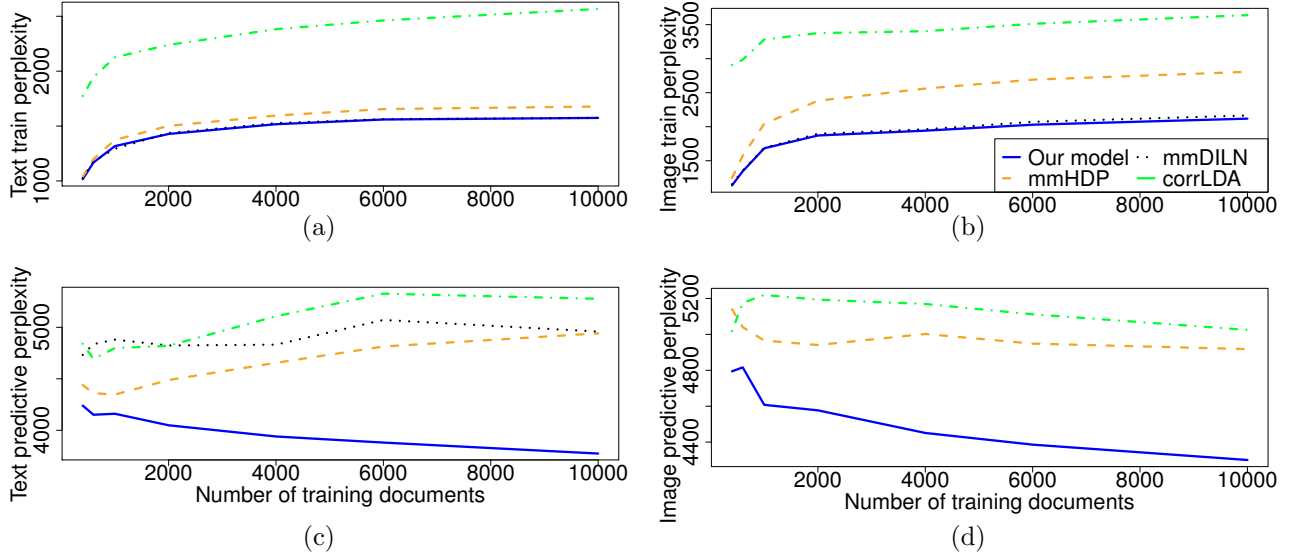 Text train perplexity
1000
2000
2000
4000
6000
8000
10000
(a)
Image train perplexity
1500
2500
3500
Our model
mmDILN
mmHDP
corrLDA
2000
4000
6000
8000
10000
(b)
Text predictive perplexity
4000
5000
2000
4000
6000
8000
10000
Number of training documents
(c)
Image predictive perplexity
4400
4800
5200
2000
4000
6000
8000
10000
Number of training documents
(d)